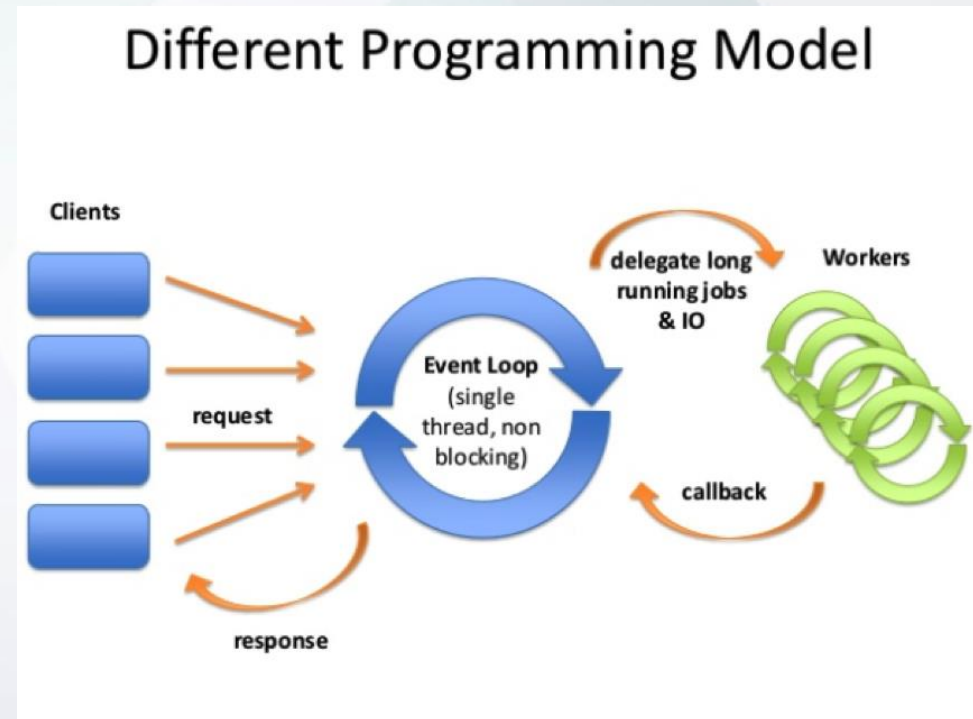 Different Programming Model
Clients
request
response
Event Loop
(single
thread, non
blocking)
delegate long
running jobs
& IO
callback
Workers